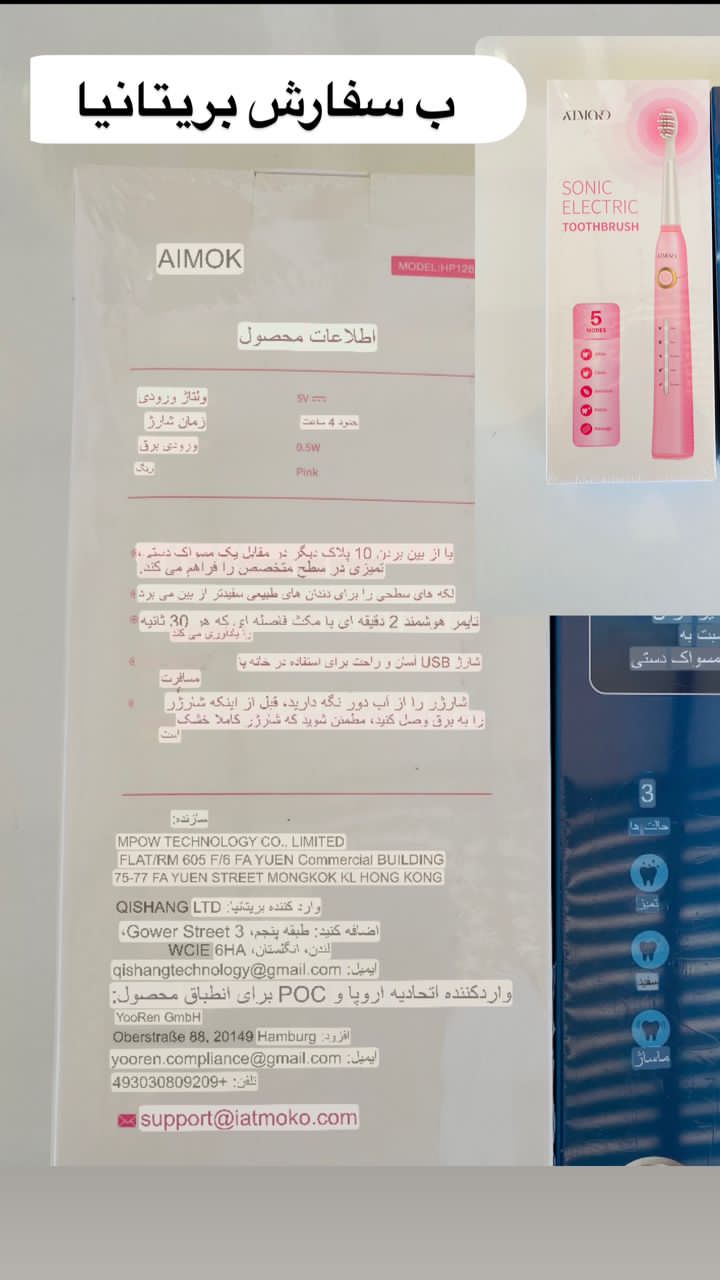 ب سفارش بریتانیا
AIMOK
MODEL:HP126
اطلاعات محصول
ولتاژ ورودی 5V
زمان شارژ حدود 4 ساعت
ورودی برق 0.5W
رنگ Pink
با از بین بردن 10 پلاک دیگر در مقابل یک مسواک دستی،
تمیزی در سطح متخصص را فراهم می کند.
لکه های سطحی را برای دندان های طبیعی سفیدتر از بین می برد
تایمر هوشمند 2 دقیقه ای با مکث فاصله ای که هر 30 ثانیه
را یادآوری می کند
شارژ USB آسان و راحت برای استفاده در خانه یا
مسافرت
شارژر را از آب دور نگه دارید، قبل از اینکه شارژر
را به برق وصل کنید، مطمئن شوید که شارژر کاملا خشک
است
سازنده:
MPOW TECHNOLOGY CO., LIMITED
FLAT/RM 605 F/6 FA YUEN Commercial BUILDING
75-77 FA YUEN STREET MONGKOK KL HONG KONG
وارد کننده بریتانیا: QISHANG LTD
اضافه کنید: طبقه پنجم، 3 Gower Street،
لندن، انگلستان، WCIE 6HA
ایمیل: qishangtechnology@gmail.com
واردکننده اتحادیه اروپا و POC برای انطباق محصول:
YooRen GmbH
افزود: Oberstraße 88, 20149 Hamburg
ایمیل: yooren.compliance@gmail.com
تلفن: +493030809209
support@iatmoko.com
SONIC
ELECTRIC
TOOTHBRUSH
5
MODES
سبت به
مسواک دستی
3
حالت ها
تمیز
سفید
ماساژ